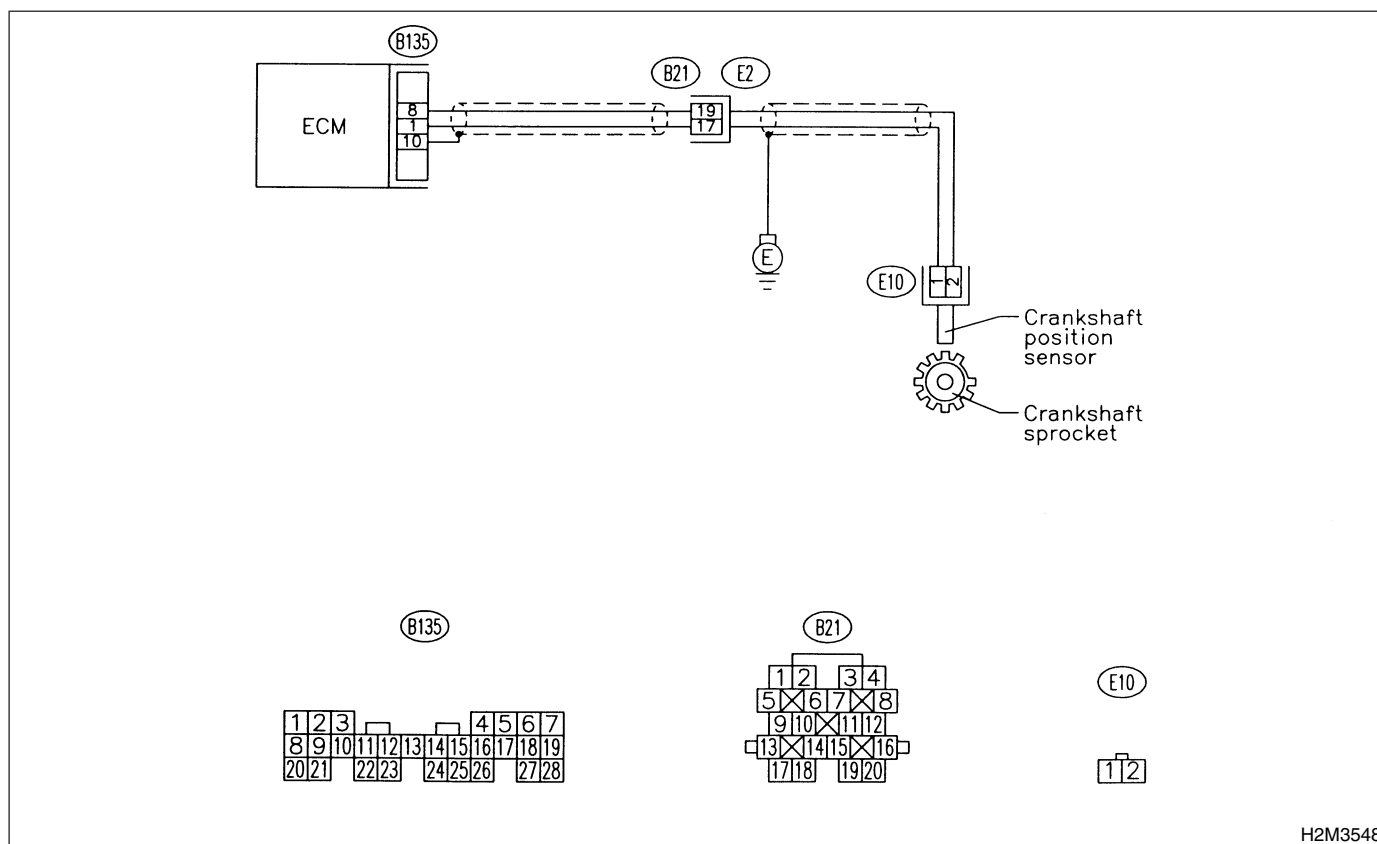 B135
B21 E2
ECM
8
1
10
19
17
E
E10
1 2
Crankshaft
position
sensor
Crankshaft
sprocket
B135
1 2 3 4 5 6 7
8 9 10 11 12 13 14 15 16 17 18 19
20 21 22 23 24 25 26 27 28
B21
1 2 3 4
5 6 7 8
9 10 11 12
13 14 15 16
17 18 19 20
E10
1 2
H2M3548